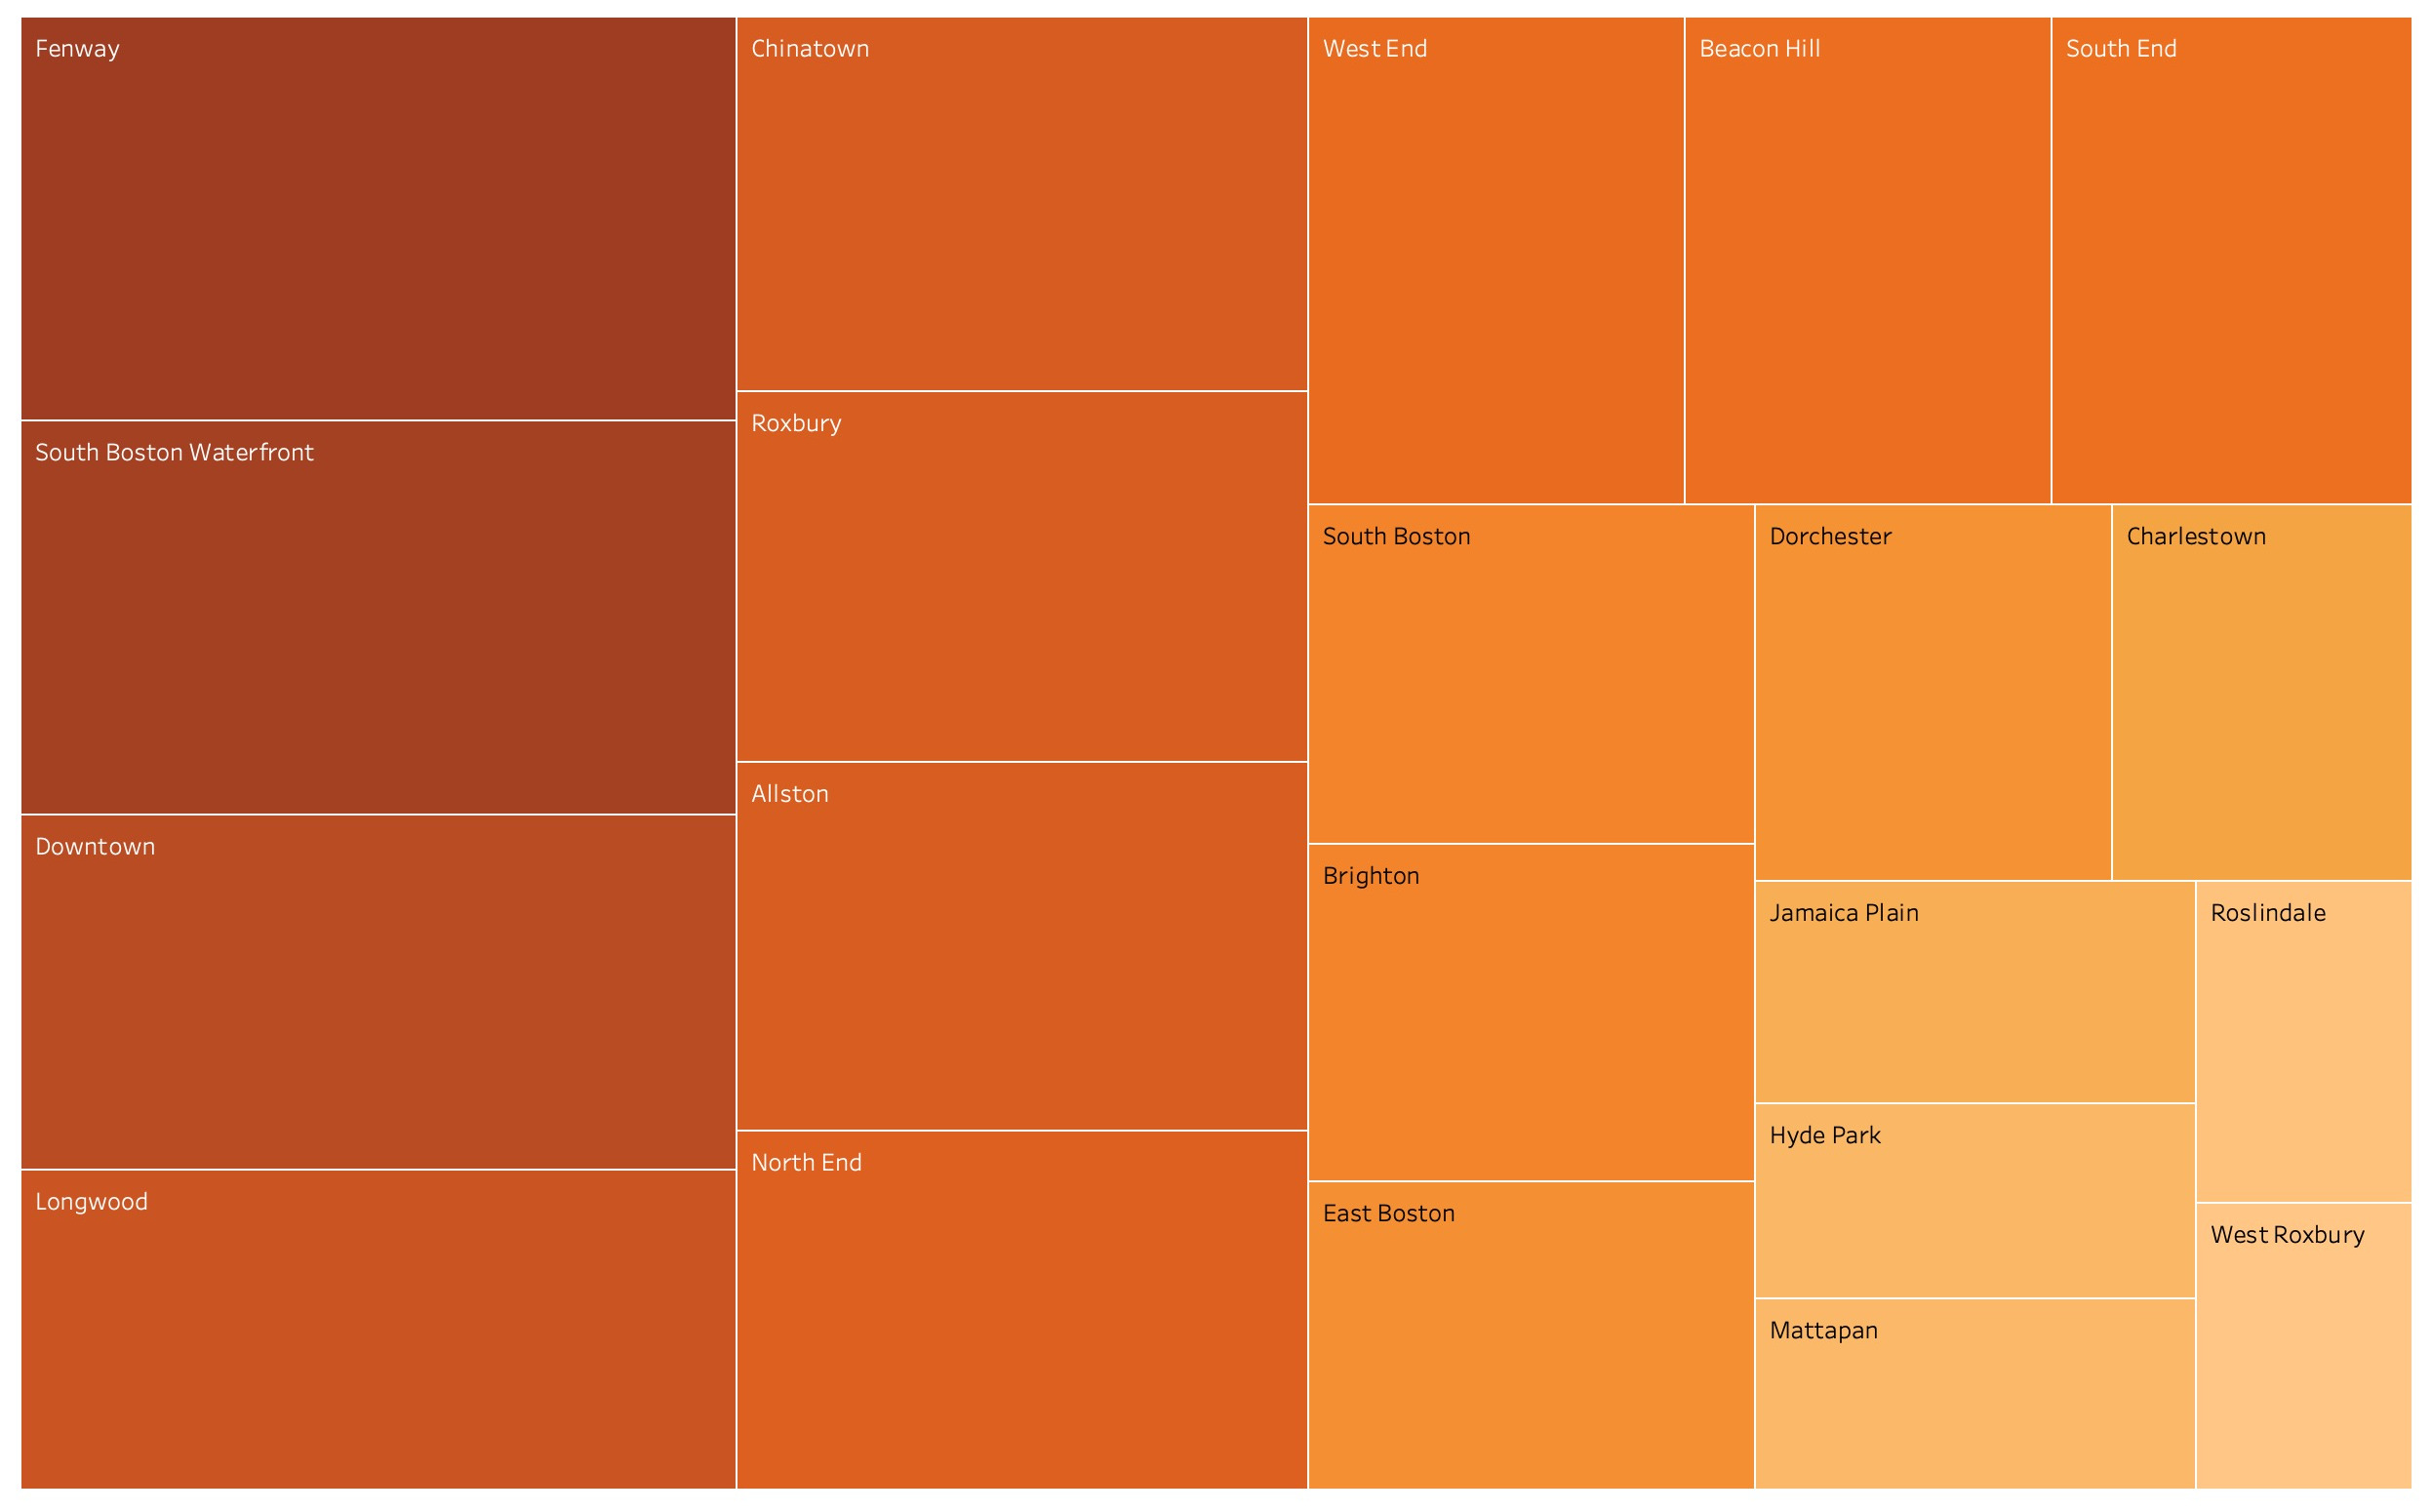 Fenway
South Boston Waterfront
Downtown
Longwood
Chinatown
Roxbury
Allston
North End
West End
Beacon Hill
South End
South Boston
Brighton
East Boston
Dorchester
Charlestown
Jamaica Plain
Hyde Park
Mattapan
Roslindale
West Roxbury